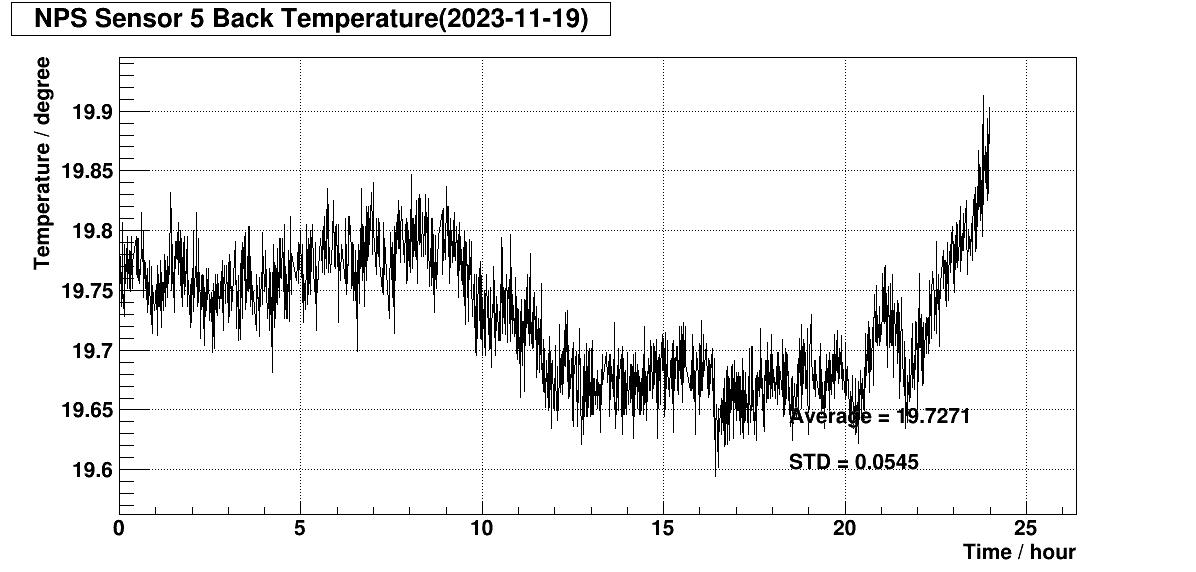 NPS Sensor 5 Back Temperature(2023-11-19)
Temperature / degree
19.9
19.85
19.8
19.75
19.7
19.65
19.6
Average = 19.7271
STD = 0.0545
0 5 10 15 20 25
Time / hour